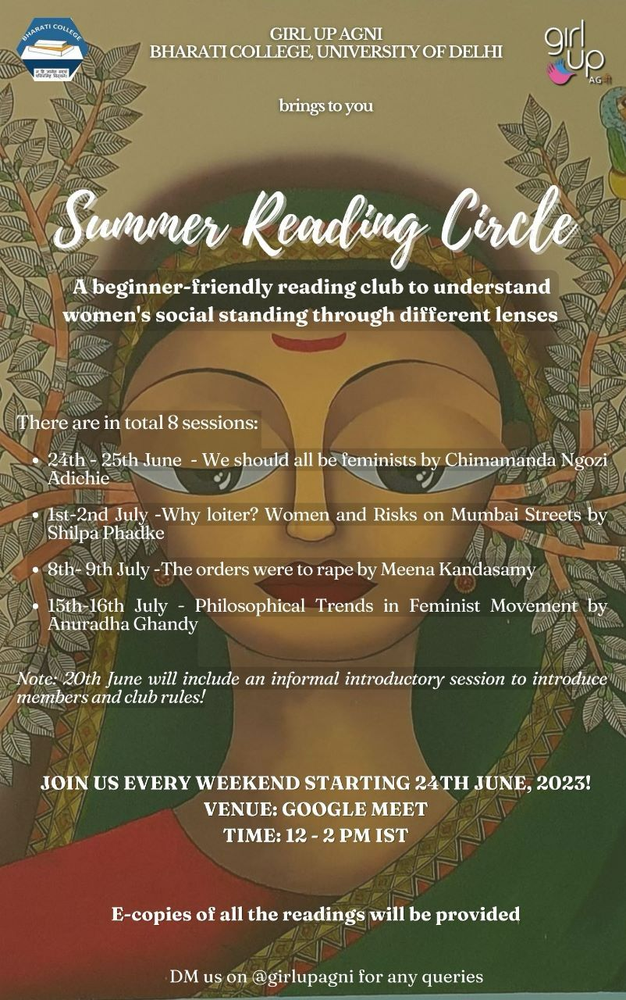 BHARATI COLLEGE
GIRL UP AGNI
BHARATI COLLEGE, UNIVERSITY OF DELHI
girl
up
AGनी
brings to you
Summer Reading Circle
A beginner-friendly reading club to understand
women's social standing through different lenses
There are in total 8 sessions:
• 24th - 25th June - We should all be feminists by Chimamanda Ngozi
Adichie
• 1st-2nd July -Why loiter? Women and Risks on Mumbai Streets by
Shilpa Phadke
• 8th- 9th July -The orders were to rape by Meena Kandasamy
• 15th-16th July - Philosophical Trends in Feminist Movement by
Anuradha Ghandy
Note: 20th June will include an informal introductory session to introduce
members and club rules!
JOIN US EVERY WEEKEND STARTING 24TH JUNE, 2023!
VENUE: GOOGLE MEET
TIME: 12 - 2 PM IST
E-copies of all the readings will be provided
DM us on @girlupagni for any queries